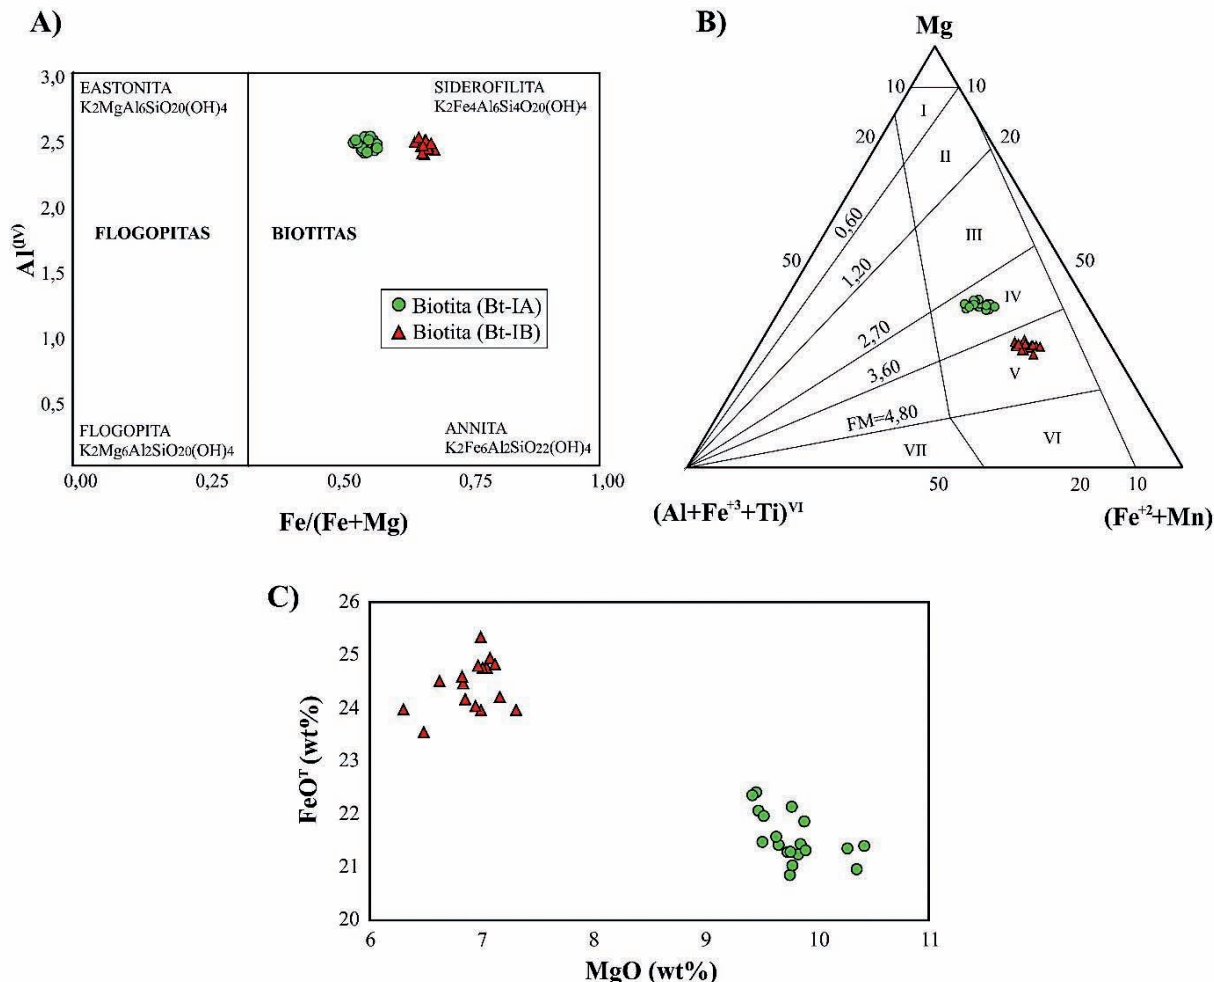 A)
3,0
2,5
2,0
1,5
1,0
0,5
Al(IV)
EASTONITA
K2MgAl6SiO20(OH)4
SIDEROFILITA
K2Fe4Al6Si4O20(OH)4
FLOGOPITAS
BIOTITAS
Biotita (Bt-IA)
Biotita (Bt-IB)
FLOGOPITA
K2Mg6Al2SiO20(OH)4
ANNITA
K2Fe6Al2SiO22(OH)4
0,00 0,25 0,50 0,75 1,00
Fe/(Fe+Mg)
B)
Mg
10 10
I
20 20
II
0,60
III
50 50
1,20
IV
2,70
3,60
V
FM=4,80
VII VI
50 20 10
(Al+Fe+3+Ti)VI
(Fe+2+Mn)
C)
26
25
24
23
22
21
20
FeOT (wt%)
6 7 8 9 10 11
MgO (wt%)